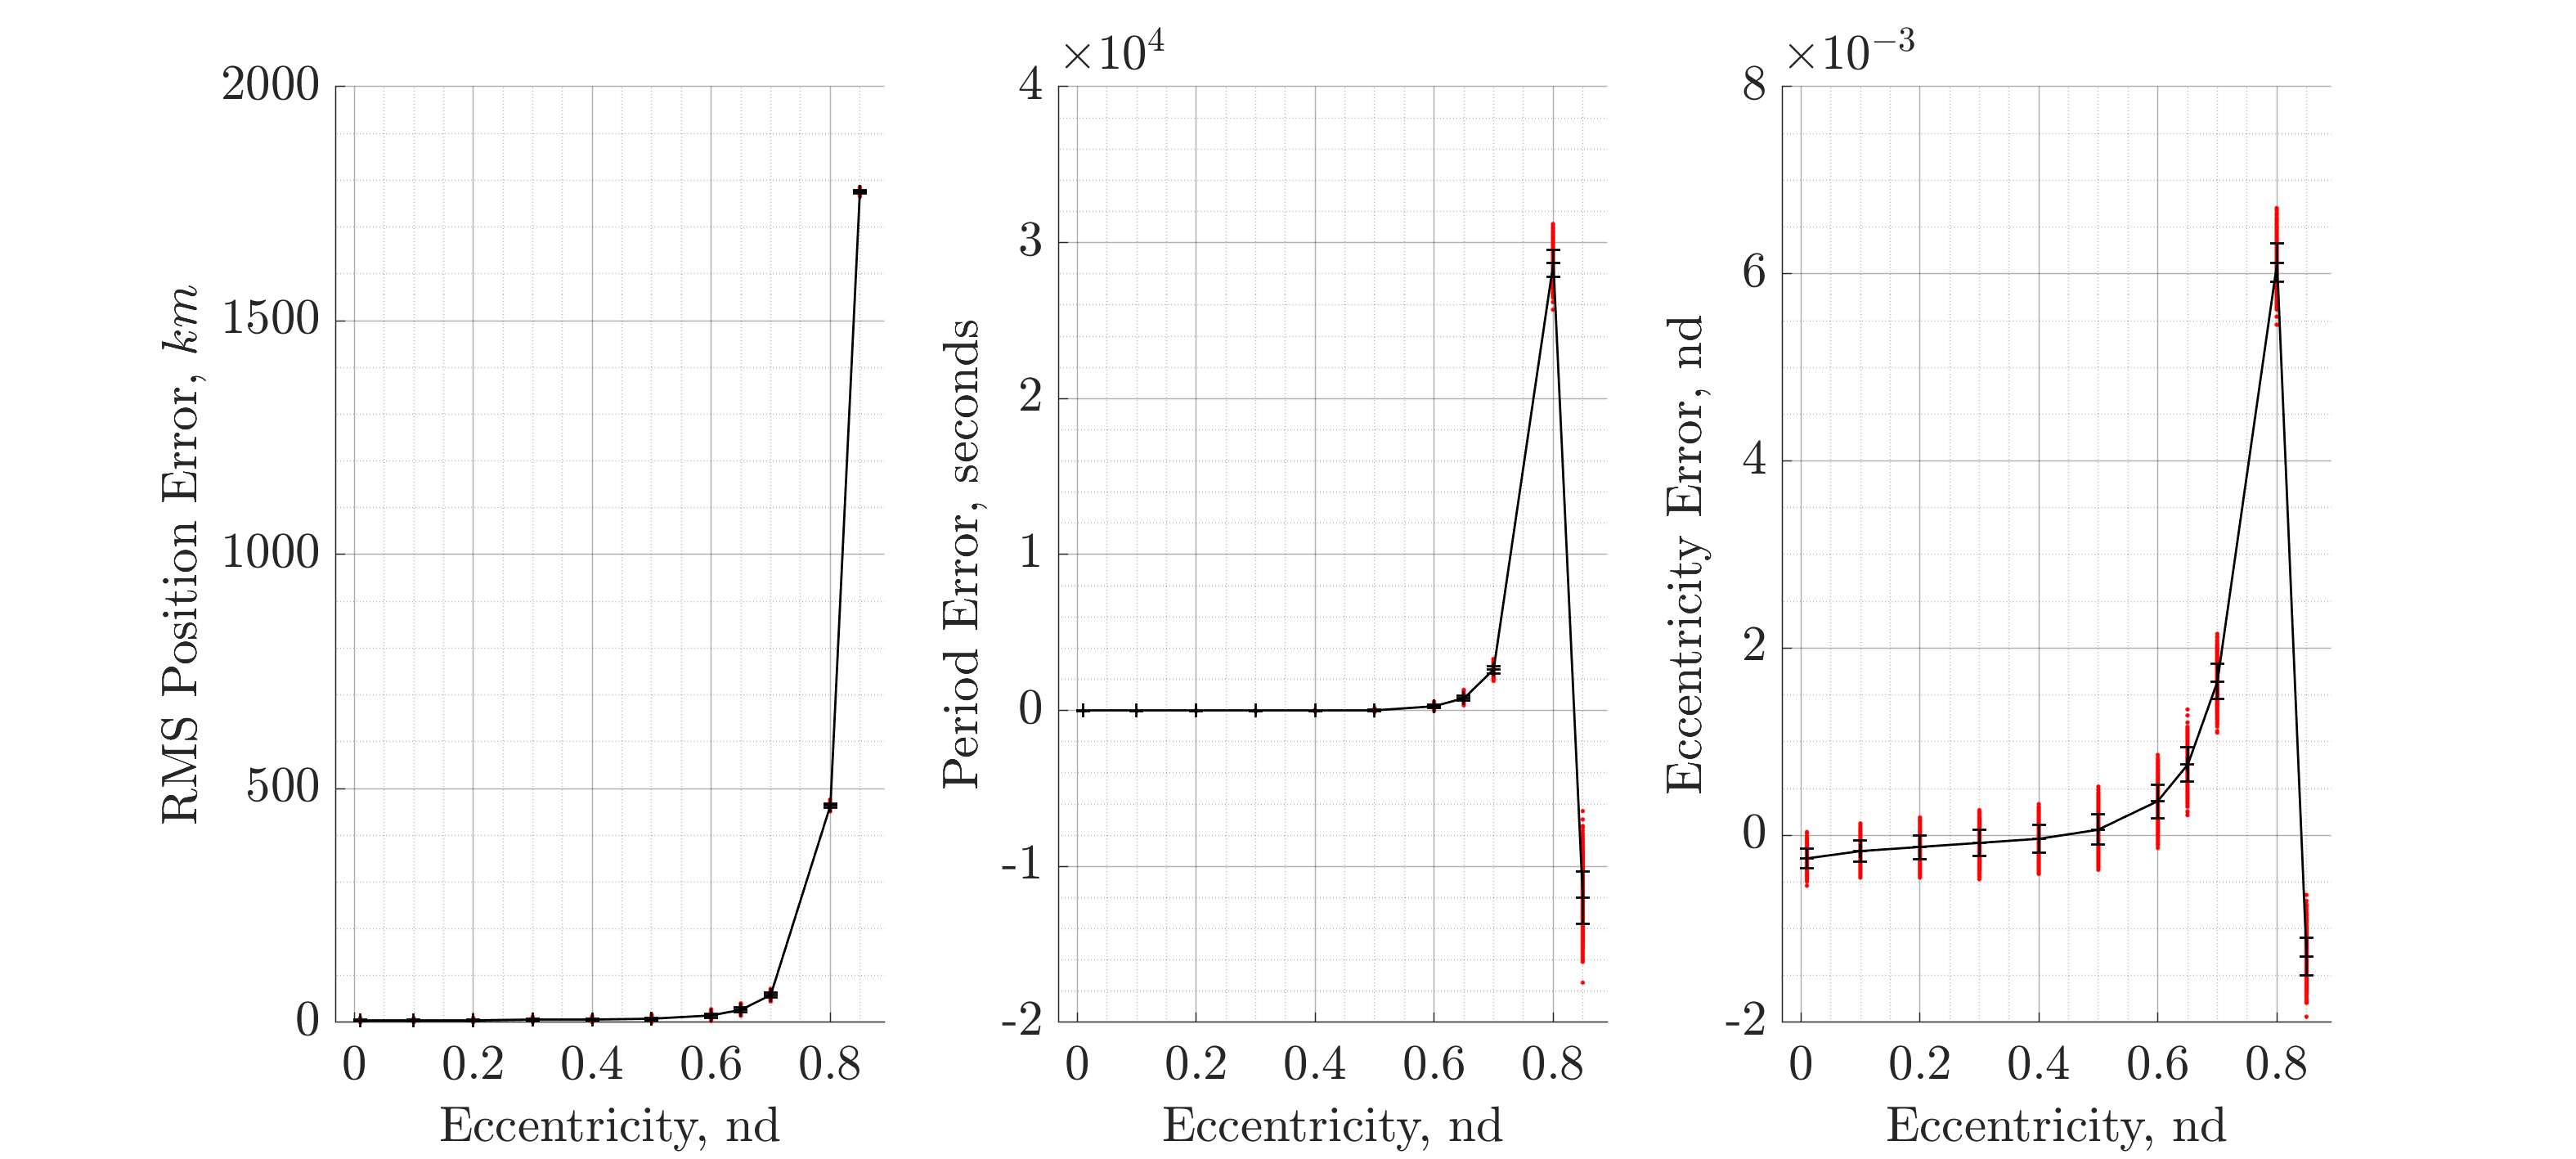 RMS Position Error, km
2000
1500
1000
500
0
0 0.2 0.4 0.6 0.8
Eccentricity, nd
×10⁴
Period Error, seconds
4
3
2
1
0
-1
-2
0 0.2 0.4 0.6 0.8
Eccentricity, nd
×10⁻³
Eccentricity Error, nd
8
6
4
2
0
-2
0 0.2 0.4 0.6 0.8
Eccentricity, nd